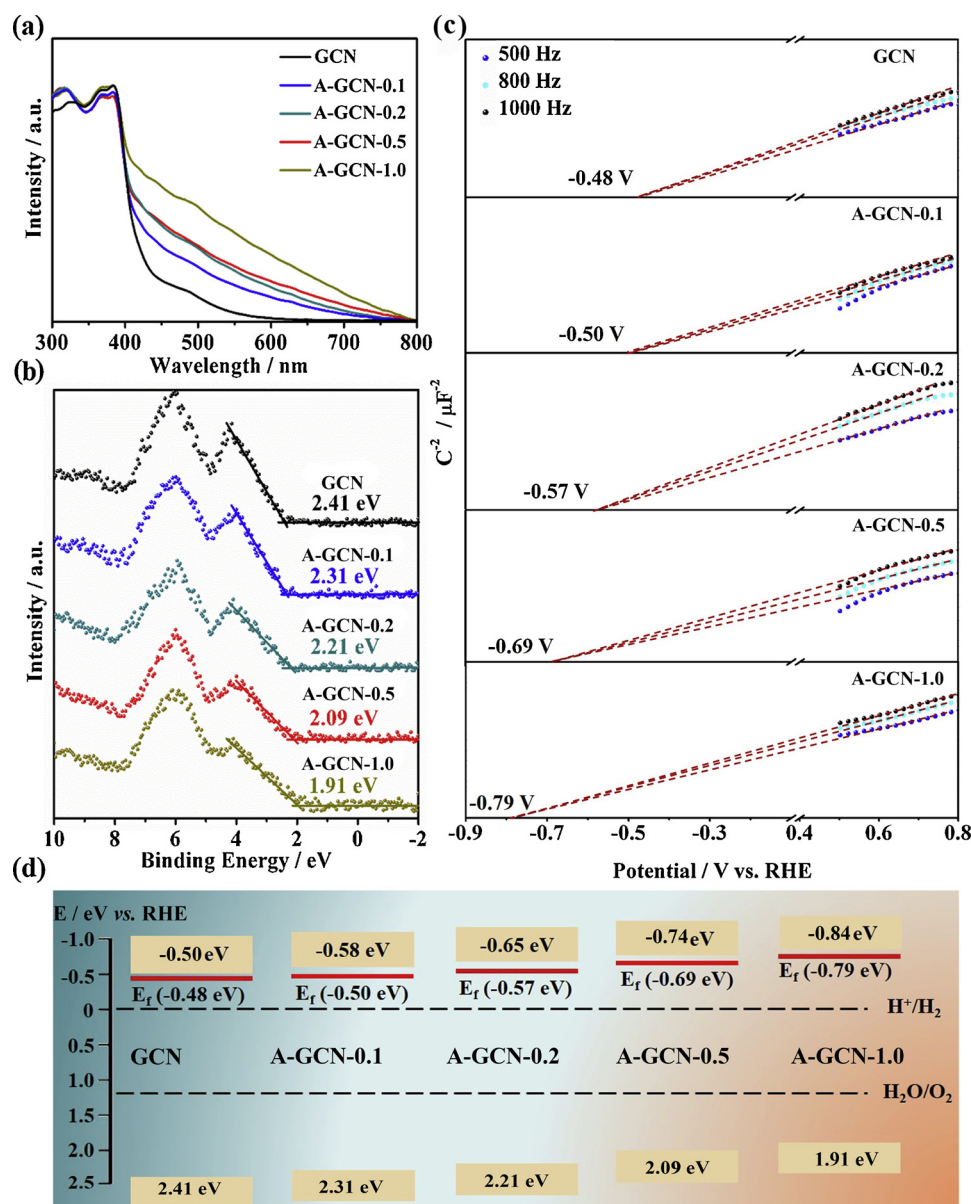 (a)
GCN
A-GCN-0.1
A-GCN-0.2
A-GCN-0.5
A-GCN-1.0
Intensity / a.u.
300 400 500 600 700 800
Wavelength / nm
(b)
GCN
2.41 eV
A-GCN-0.1
2.31 eV
A-GCN-0.2
2.21 eV
A-GCN-0.5
2.09 eV
A-GCN-1.0
1.91 eV
Intensity / a.u.
10 8 6 4 2 0 -2
Binding Energy / eV
(c)
500 Hz
800 Hz
1000 Hz
GCN
-0.48 V
A-GCN-0.1
-0.50 V
A-GCN-0.2
-0.57 V
A-GCN-0.5
-0.69 V
A-GCN-1.0
-0.79 V
C⁻² / μF⁻²
-0.9 -0.7 -0.5 -0.3 0.4 0.6 0.8
Potential / V vs. RHE
(d)
E / eV vs. RHE
-1.0
-0.5
0
0.5
1.0
1.5
2.0
2.5
-0.50 eV -0.58 eV -0.65 eV -0.74 eV -0.84 eV
E_f (-0.48 eV) E_f (-0.50 eV) E_f (-0.57 eV) E_f (-0.69 eV) E_f (-0.79 eV)
H⁺/H₂
GCN A-GCN-0.1 A-GCN-0.2 A-GCN-0.5 A-GCN-1.0
H₂O/O₂
2.41 eV 2.31 eV 2.21 eV 2.09 eV 1.91 eV